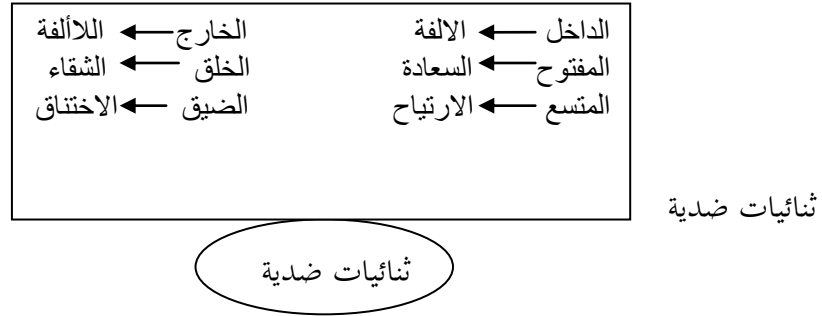 الداخل ← الالفة الخارج ← اللاألفة
المفتوح ← السعادة الخلق ← الشقاء
المتسع ← الارتياح الضيق ← الاختناق
ثنائيات ضدية
ثنائيات ضدية